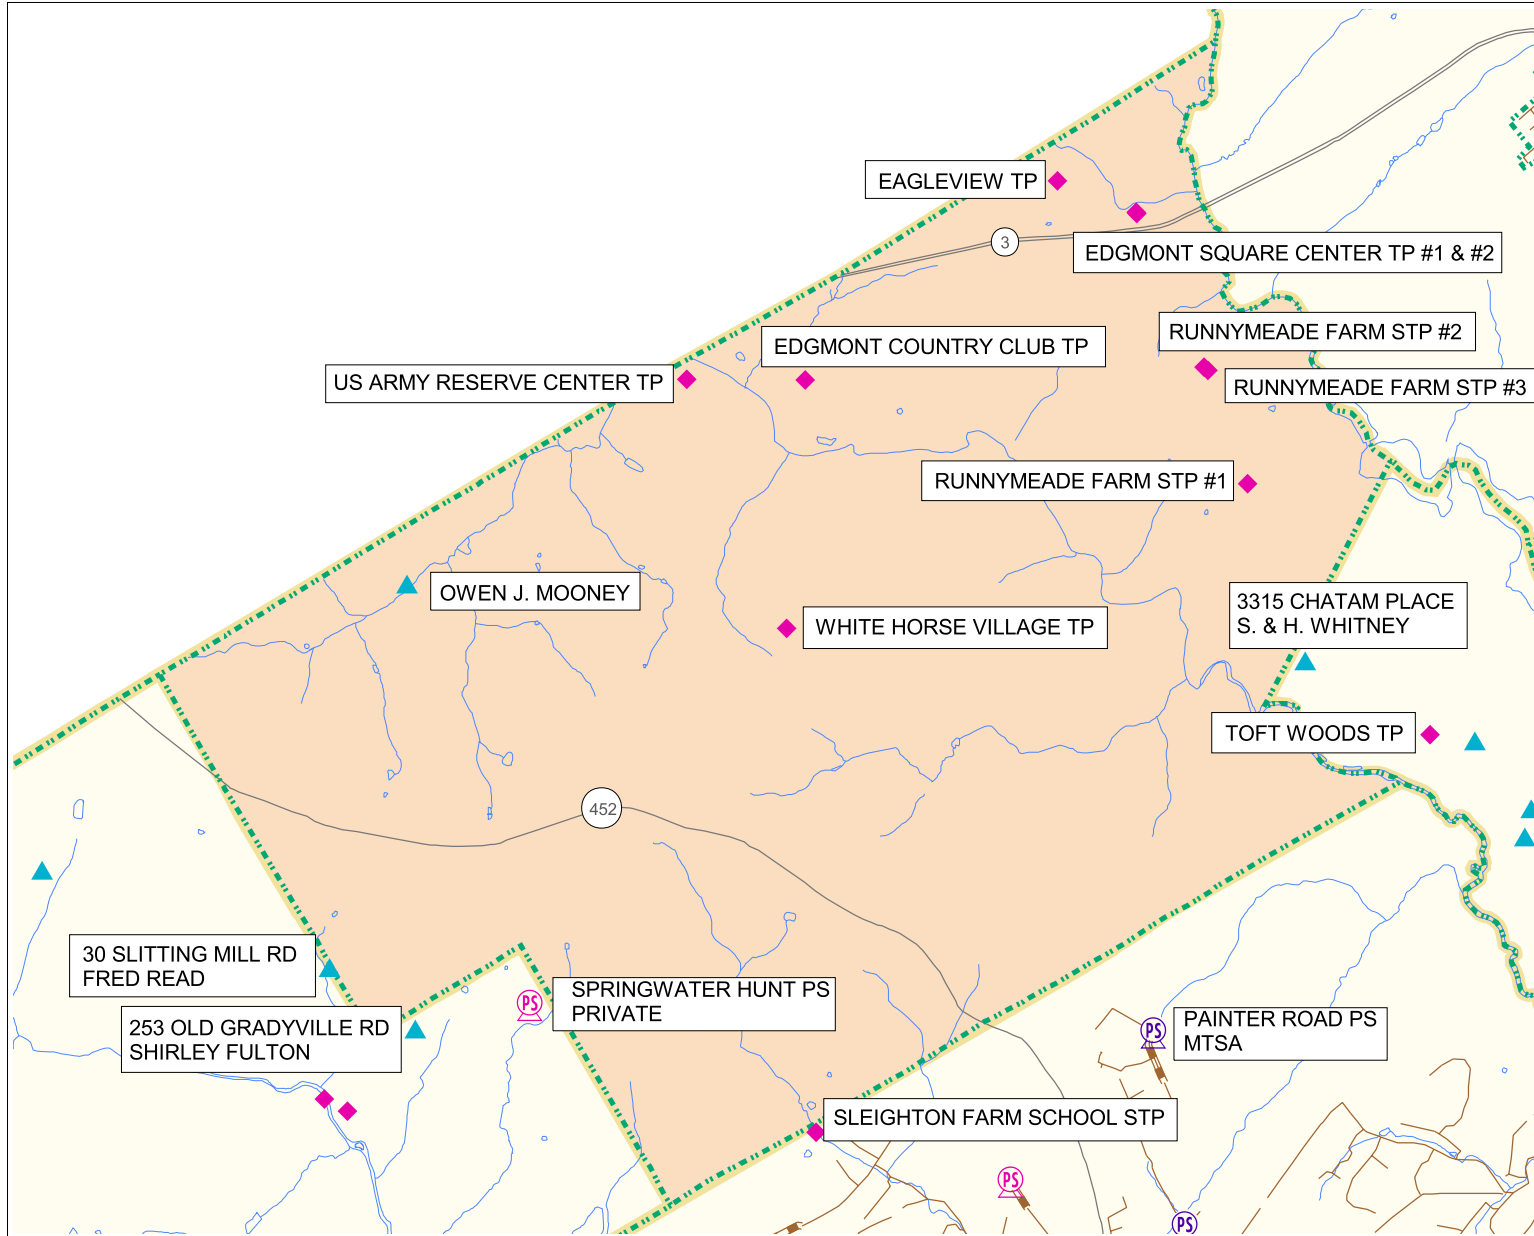 EAGLEVIEW TP
3
EDGMONT SQUARE CENTER TP #1 & #2
RUNNYMEADE FARM STP #2
EDGMONT COUNTRY CLUB TP
US ARMY RESERVE CENTER TP
RUNNYMEADE FARM STP #3
RUNNYMEADE FARM STP #1
OWEN J. MOONEY
3315 CHATAM PLACE
S. & H. WHITNEY
WHITE HORSE VILLAGE TP
TOFT WOODS TP
452
30 SLITTING MILL RD
FRED READ
PS
SPRINGWATER HUNT PS
PRIVATE
253 OLD GRADYVILLE RD
SHIRLEY FULTON
PS
PAINTER ROAD PS
MTSA
SLEIGHTON FARM SCHOOL STP
PS
PS